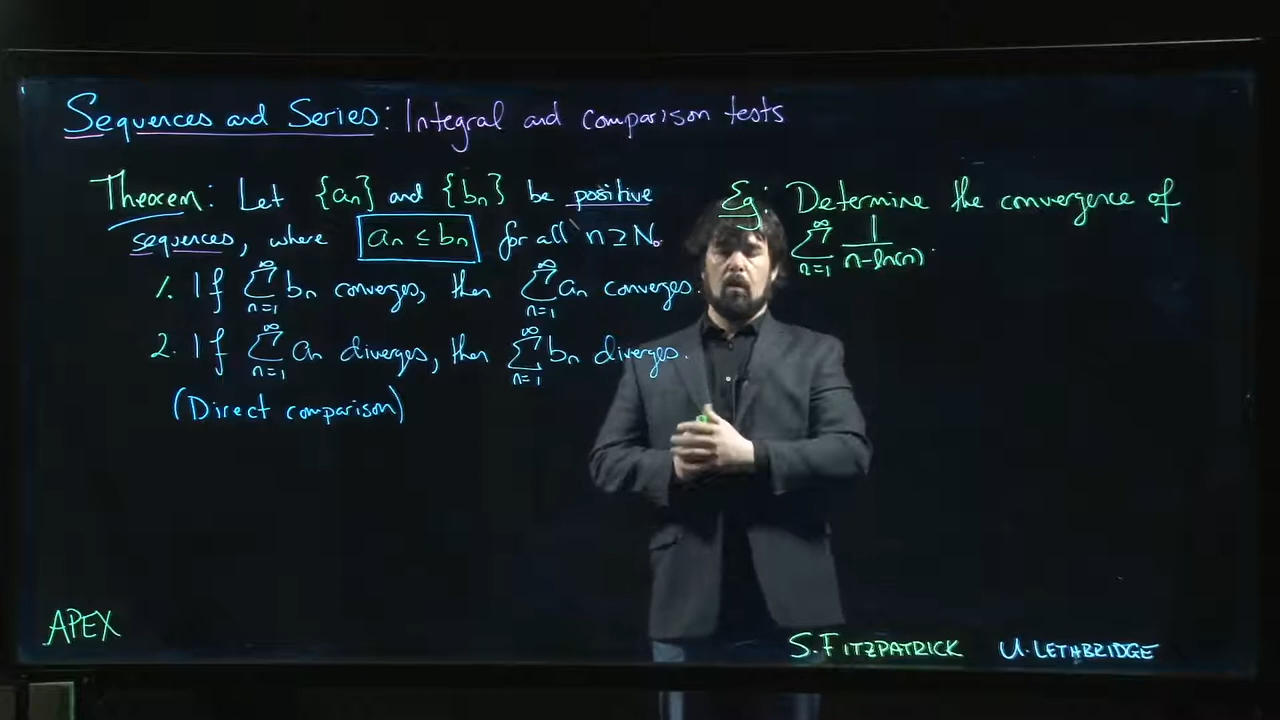 Sequences and Series: Integral and comparison tests
Theorem: Let {aₙ} and {bₙ} be positive
sequences, where aₙ ≤ bₙ for all n ≥ N.
1. If ∑_{n=1}^{∞} bₙ converges, then ∑_{n=1}^{∞} aₙ converges.
2. If ∑_{n=1}^{∞} aₙ diverges, then ∑_{n=1}^{∞} bₙ diverges.
(Direct comparison)
Eg: Determine the convergence of
∑_{n=1}^{∞} 1/(n-ln(n)).
APEX
S. FITZPATRICK U. LETHBRIDGE